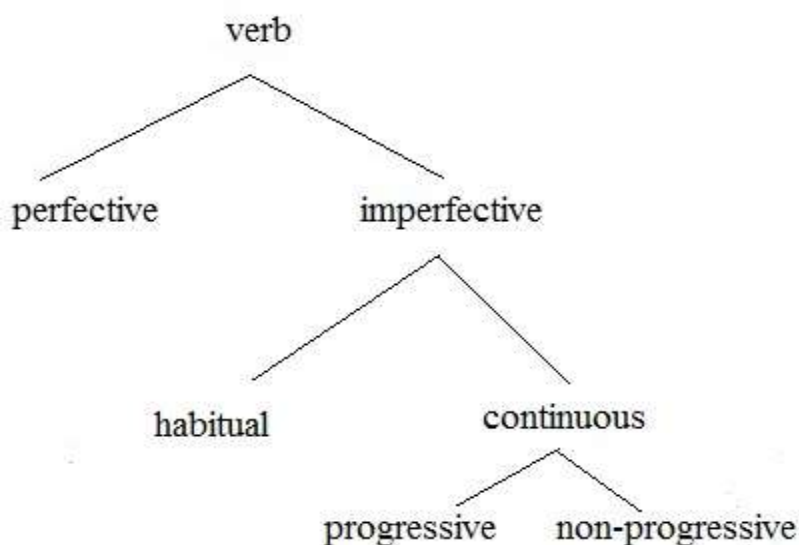 verb
perfective imperfective
habitual continuous
progressive non-progressive